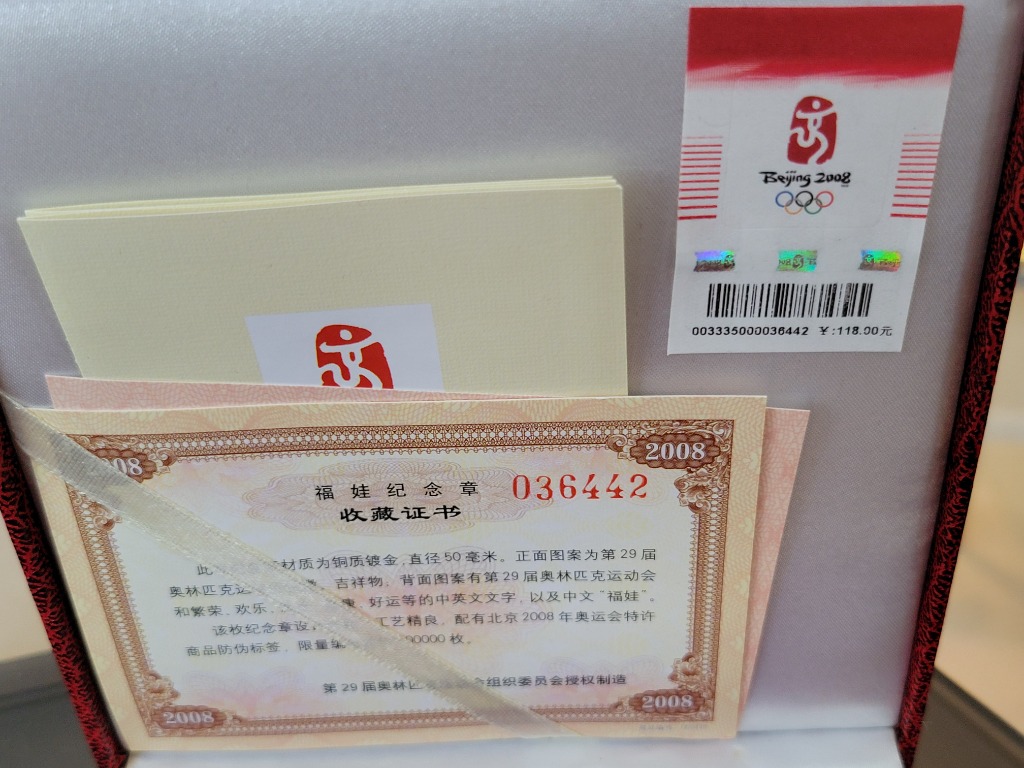 Beijing 2008
003335000036442 ￥:118.00元
2008
08
福娃纪念章 036442
收藏证书
此 材质为铜质镀金,直径50毫米。正面图案为第29届
奥林匹克运 吉祥物。背面图案有第29届奥林匹克运动会
和繁荣、欢乐、 康、好运等的中英文文字,以及中文“福娃”。
该枚纪念章设 工艺精良,配有北京2008年奥运会特许
商品防伪标签,限量编 00000枚。
第29届奥林匹 会组织委员会授权制造
2008
2008